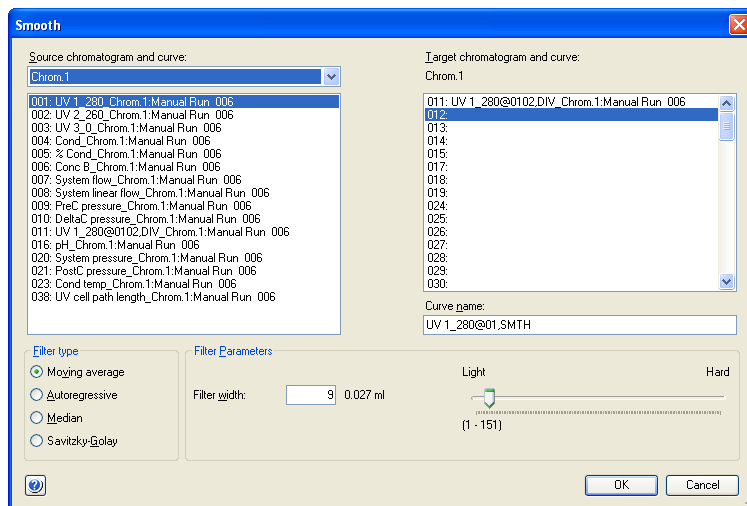 Smooth
Source chromatogram and curve:
Chrom.1
001: UV 1_280_Chrom.1:Manual Run 006
002: UV 2_260_Chrom.1:Manual Run 006
003: UV 3_0_Chrom.1:Manual Run 006
004: Cond_Chrom.1:Manual Run 006
005: % Cond_Chrom.1:Manual Run 006
006: Conc B_Chrom.1:Manual Run 006
007: System flow_Chrom.1:Manual Run 006
008: System linear flow_Chrom.1:Manual Run 006
009: PreC pressure_Chrom.1:Manual Run 006
010: DeltaC pressure_Chrom.1:Manual Run 006
011: UV 1_280@0102,DIV_Chrom.1:Manual Run 006
016: pH_Chrom.1:Manual Run 006
020: System pressure_Chrom.1:Manual Run 006
021: PostC pressure_Chrom.1:Manual Run 006
023: Cond temp_Chrom.1:Manual Run 006
038: UV cell path length_Chrom.1:Manual Run 006
Target chromatogram and curve:
Chrom.1
011: UV 1_280@0102,DIV_Chrom.1:Manual Run 006
012:
013:
014:
015:
017:
018:
019:
024:
025:
026:
027:
028:
029:
030:
Curve name:
UV 1_280@01,SMTH
Filter type
Moving average
Autoregressive
Median
Savitzky-Golay
Filter Parameters
Filter width: 9 0.027 ml
Light Hard
(1 - 151)
?
OK Cancel